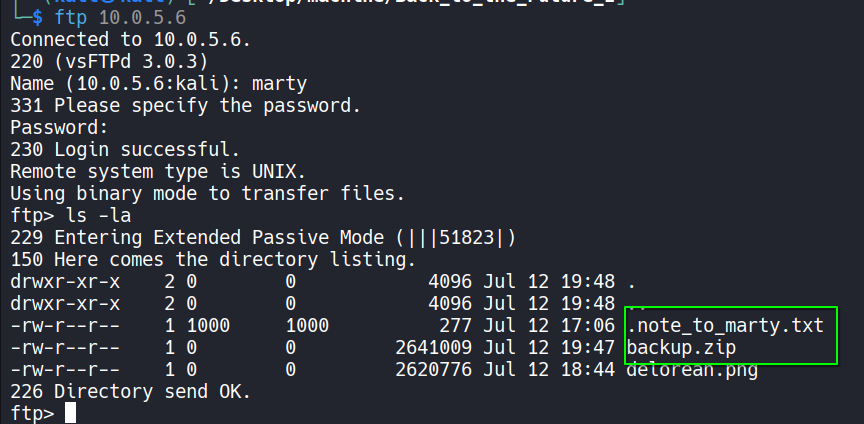 └─$ ftp 10.0.5.6
Connected to 10.0.5.6.
220 (vsFTPd 3.0.3)
Name (10.0.5.6:kali): marty
331 Please specify the password.
Password:
230 Login successful.
Remote system type is UNIX.
Using binary mode to transfer files.
ftp> ls -la
229 Entering Extended Passive Mode (|||51823|)
150 Here comes the directory listing.
drwxr-xr-x    2 0        0            4096 Jul 12 19:48 .
drwxr-xr-x    2 0        0            4096 Jul 12 19:48 ..
-rw-r--r--    1 1000     1000          277 Jul 12 17:06 .note_to_marty.txt
-rw-r--r--    1 0        0         2641009 Jul 12 19:47 backup.zip
-rw-r--r--    1 0        0         2620776 Jul 12 18:44 delorean.png
226 Directory send OK.
ftp>